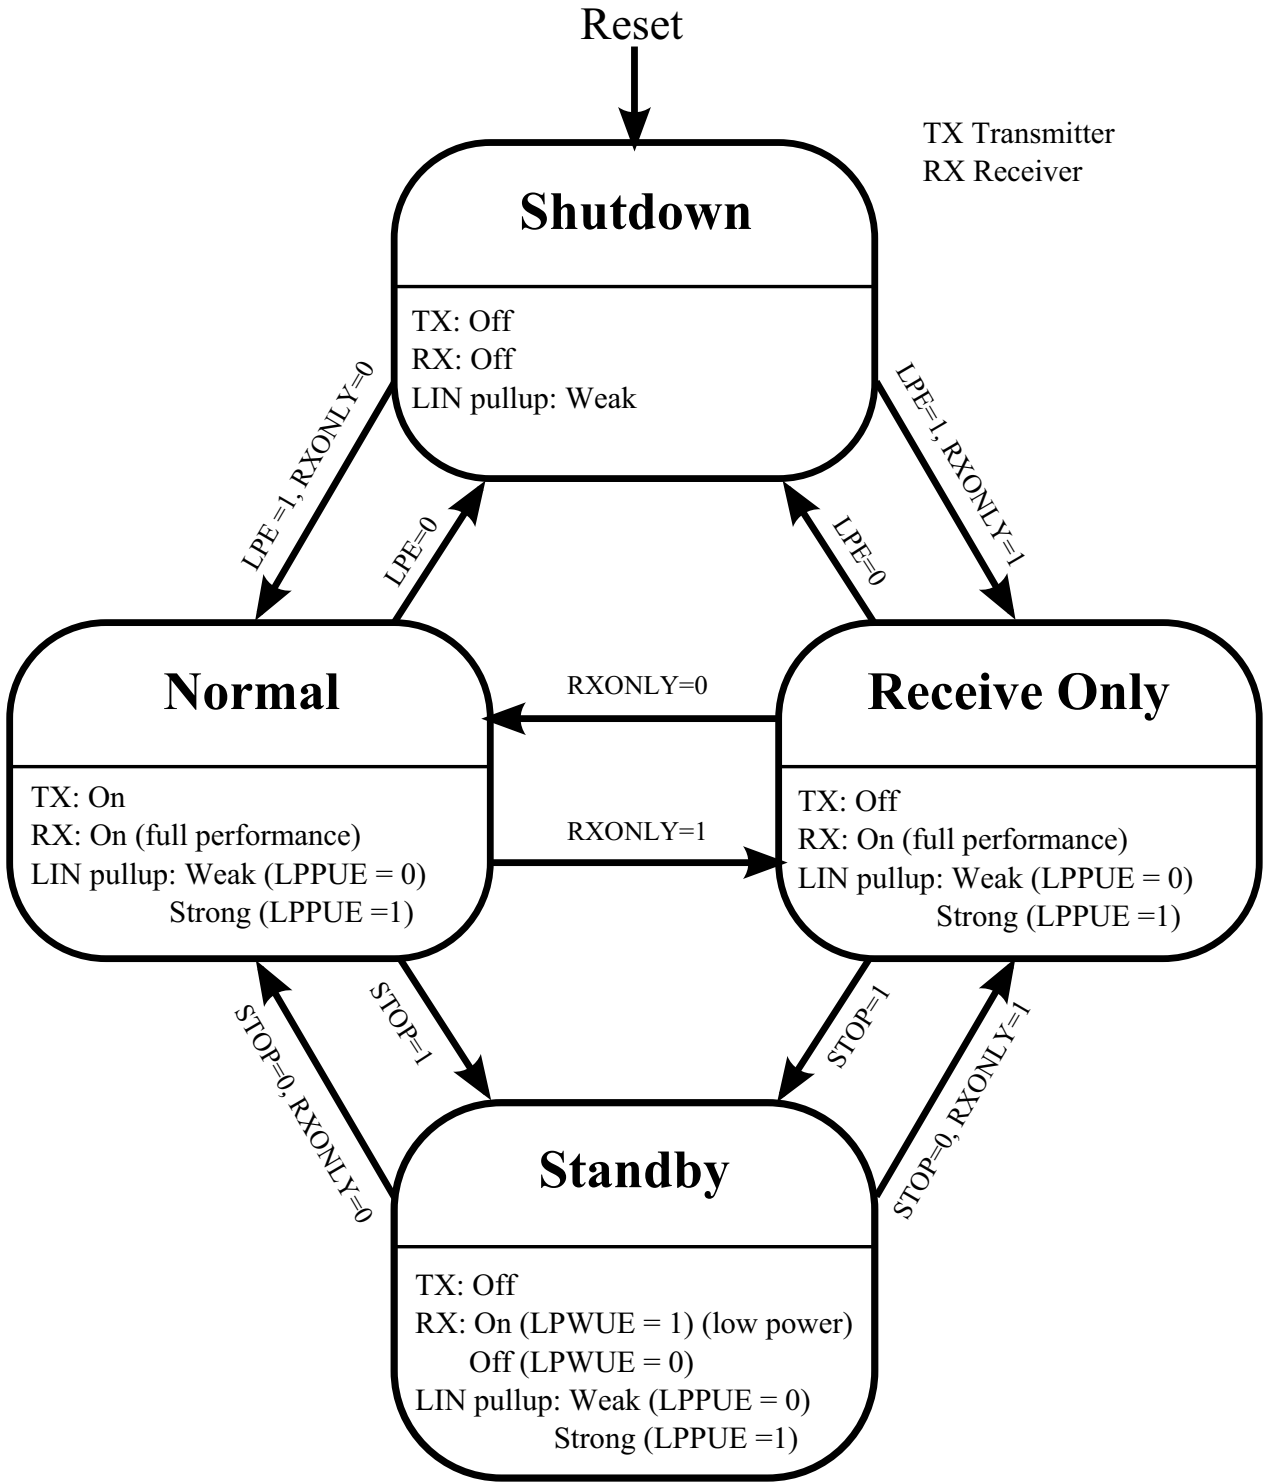 Reset
TX Transmitter
RX Receiver
Shutdown
TX: Off
RX: Off
LIN pullup: Weak
LPE =1, RXONLY=0
LPE=0
LPE=0
LPE=1, RXONLY=1
Normal
TX: On
RX: On (full performance)
LIN pullup: Weak (LPPUE = 0)
Strong (LPPUE =1)
RXONLY=0
RXONLY=1
Receive Only
TX: Off
RX: On (full performance)
LIN pullup: Weak (LPPUE = 0)
Strong (LPPUE =1)
STOP=0, RXONLY=0
STOP=1
STOP=1
STOP=0, RXONLY=1
Standby
TX: Off
RX: On (LPWUE = 1) (low power)
Off (LPWUE = 0)
LIN pullup: Weak (LPPUE = 0)
Strong (LPPUE =1)